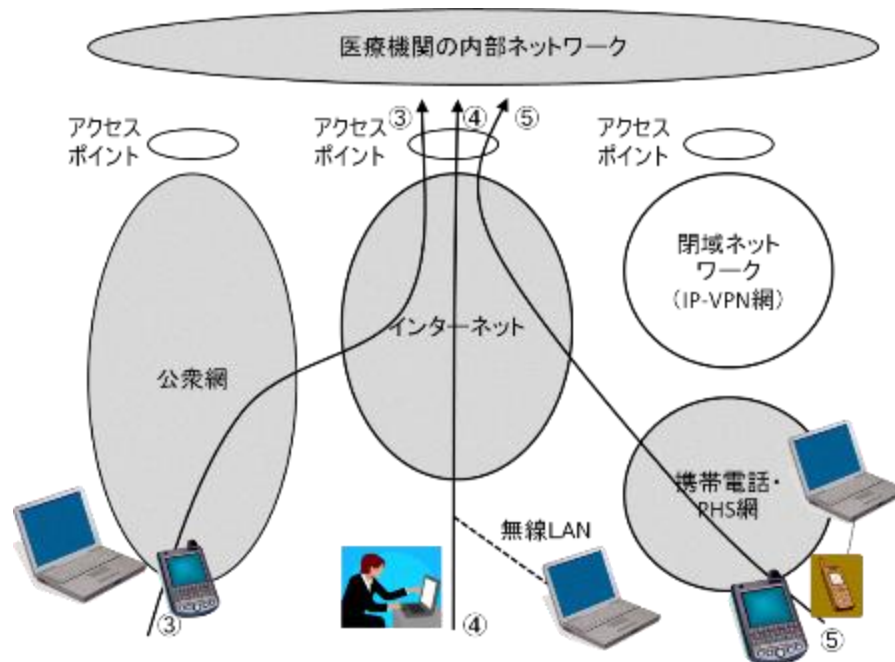 医療機関の内部ネットワーク
③
④
⑤
アクセス
ポイント
アクセス
ポイント
アクセス
ポイント
閉域ネット
ワーク
（IP-VPN網）
インターネット
公衆網
携帯電話・
PHS網
無線LAN
③
④
⑤